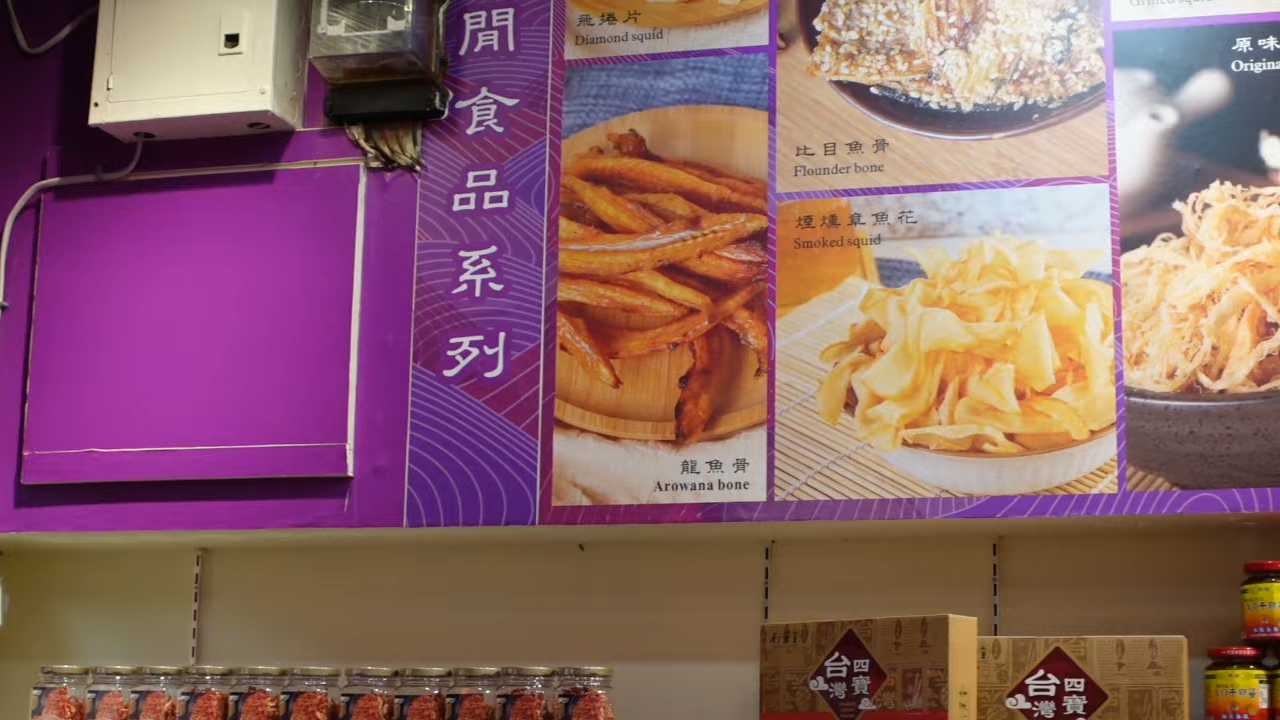 閒食品系列
飛捲片
Diamond squid
龍魚骨
Arowana bone
比目魚骨
Flounder bone
煙燻章魚花
Smoked squid
原味
Origina
台灣
四寶
台灣
四寶